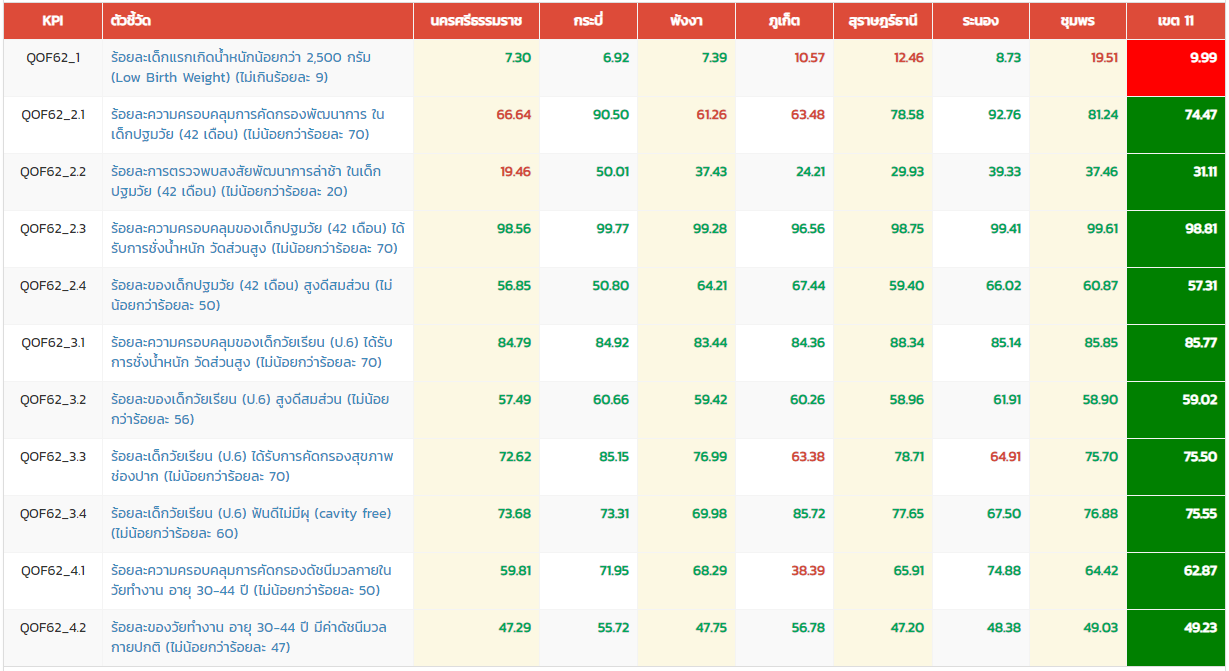 KPI ตัวชี้วัด นครศรีธรรมราช กระบี่ พังงา ภูเก็ต สุราษฎร์ธานี ระนอง ชุมพร เขต 11
QOF62_1 ร้อยละเด็กแรกเกิดน้ำหนักน้อยกว่า 2,500 กรัม 7.30 6.92 7.39 10.57 12.46 8.73 19.51 9.99
(Low Birth Weight) (ไม่เกินร้อยละ 9)
QOF62_2.1 ร้อยละความครอบคลุมการคัดกรองพัฒนาการ ใน 66.64 90.50 61.26 63.48 78.58 92.76 81.24 74.47
เด็กปฐมวัย (42 เดือน) (ไม่น้อยกว่าร้อยละ 70)
QOF62_2.2 ร้อยละการตรวจพบสงสัยพัฒนาการล่าช้า ในเด็ก 19.46 50.01 37.43 24.21 29.93 39.33 37.46 31.11
ปฐมวัย (42 เดือน) (ไม่น้อยกว่าร้อยละ 20)
QOF62_2.3 ร้อยละความครอบคลุมของเด็กปฐมวัย (42 เดือน) ได้ 98.56 99.77 99.28 96.56 98.75 99.41 99.61 98.81
รับการชั่งน้ำหนัก วัดส่วนสูง (ไม่น้อยกว่าร้อยละ 70)
QOF62_2.4 ร้อยละของเด็กปฐมวัย (42 เดือน) สูงดีสมส่วน (ไม่ 56.85 50.80 64.21 67.44 59.40 66.02 60.87 57.31
น้อยกว่าร้อยละ 50)
QOF62_3.1 ร้อยละความครอบคลุมของเด็กวัยเรียน (ป.6) ได้รับ 84.79 84.92 83.44 84.36 88.34 85.14 85.85 85.77
การชั่งน้ำหนัก วัดส่วนสูง (ไม่น้อยกว่าร้อยละ 70)
QOF62_3.2 ร้อยละของเด็กวัยเรียน (ป.6) สูงดีสมส่วน (ไม่น้อย 57.49 60.66 59.42 60.26 58.96 61.91 58.90 59.02
กว่าร้อยละ 56)
QOF62_3.3 ร้อยละเด็กวัยเรียน (ป.6) ได้รับการคัดกรองสุขภาพ 72.62 85.15 76.99 63.38 78.71 64.91 75.70 75.50
ช่องปาก (ไม่น้อยกว่าร้อยละ 70)
QOF62_3.4 ร้อยละเด็กวัยเรียน (ป.6) ฟันดีไม่มีผุ (cavity free) 73.68 73.31 69.98 85.72 77.65 67.50 76.88 75.55
(ไม่น้อยกว่าร้อยละ 60)
QOF62_4.1 ร้อยละความครอบคลุมการคัดกรองดัชนีมวลกายใน 59.81 71.95 68.29 38.39 65.91 74.88 64.42 62.87
วัยทำงาน อายุ 30-44 ปี (ไม่น้อยกว่าร้อยละ 50)
QOF62_4.2 ร้อยละของวัยทำงาน อายุ 30-44 ปี มีค่าดัชนีมวล 47.29 55.72 47.75 56.78 47.20 48.38 49.03 49.23
กายปกติ (ไม่น้อยกว่าร้อยละ 47)